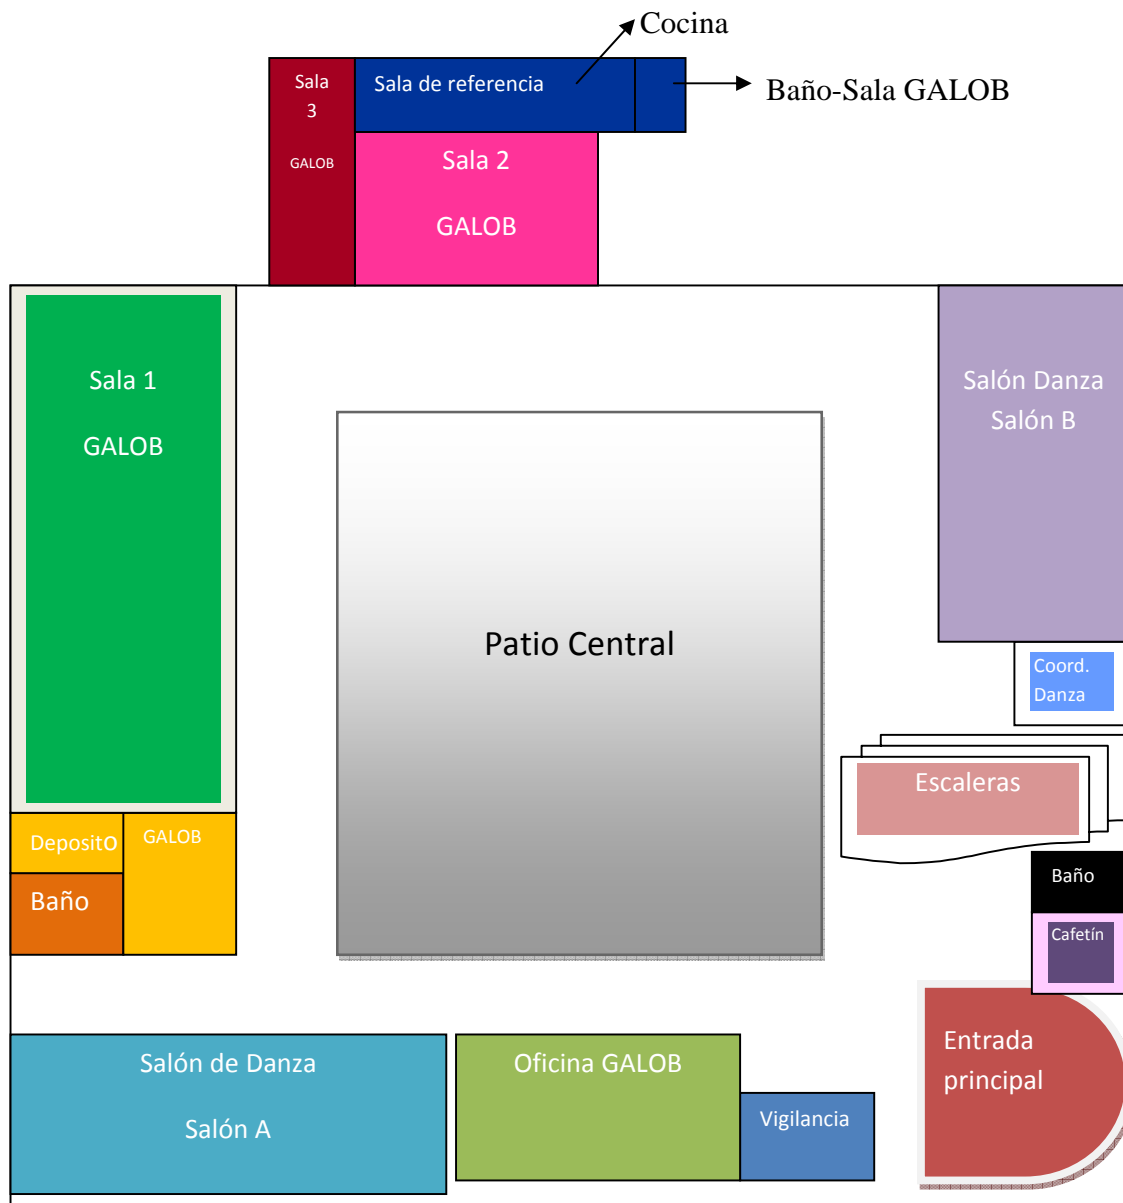 Cocina
Sala
3
GALOB
Sala de referencia
Baño-Sala GALOB
Sala 2
GALOB
Sala 1
GALOB
Salón Danza
Salón B
Patio Central
Coord.
Danza
Escaleras
Deposito
GALOB
Baño
Baño
Cafetín
Entrada
principal
Salón de Danza
Salón A
Oficina GALOB
Vigilancia